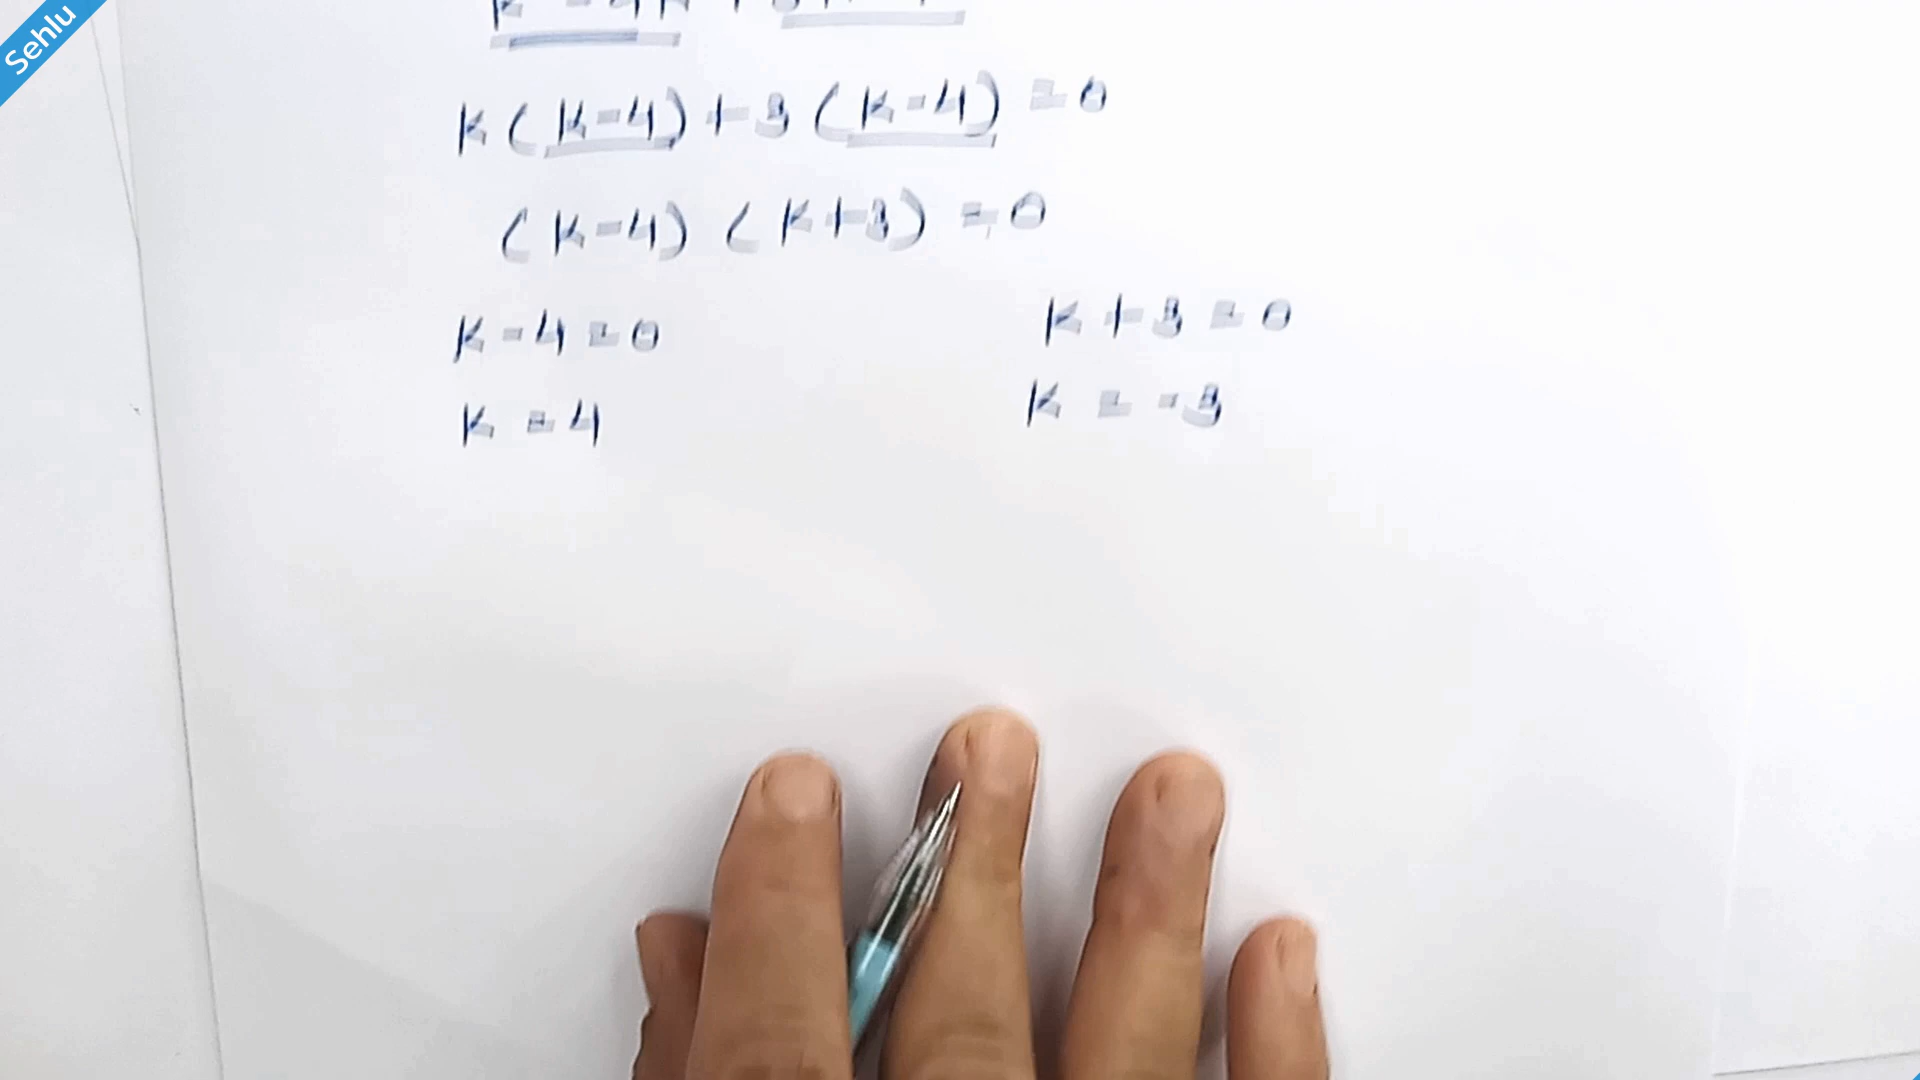 Sehlu
k(k-4)+3(k-4)=0
(k-4)(k+3)=0
k-4=0
k=4
k+3=0
k=-3